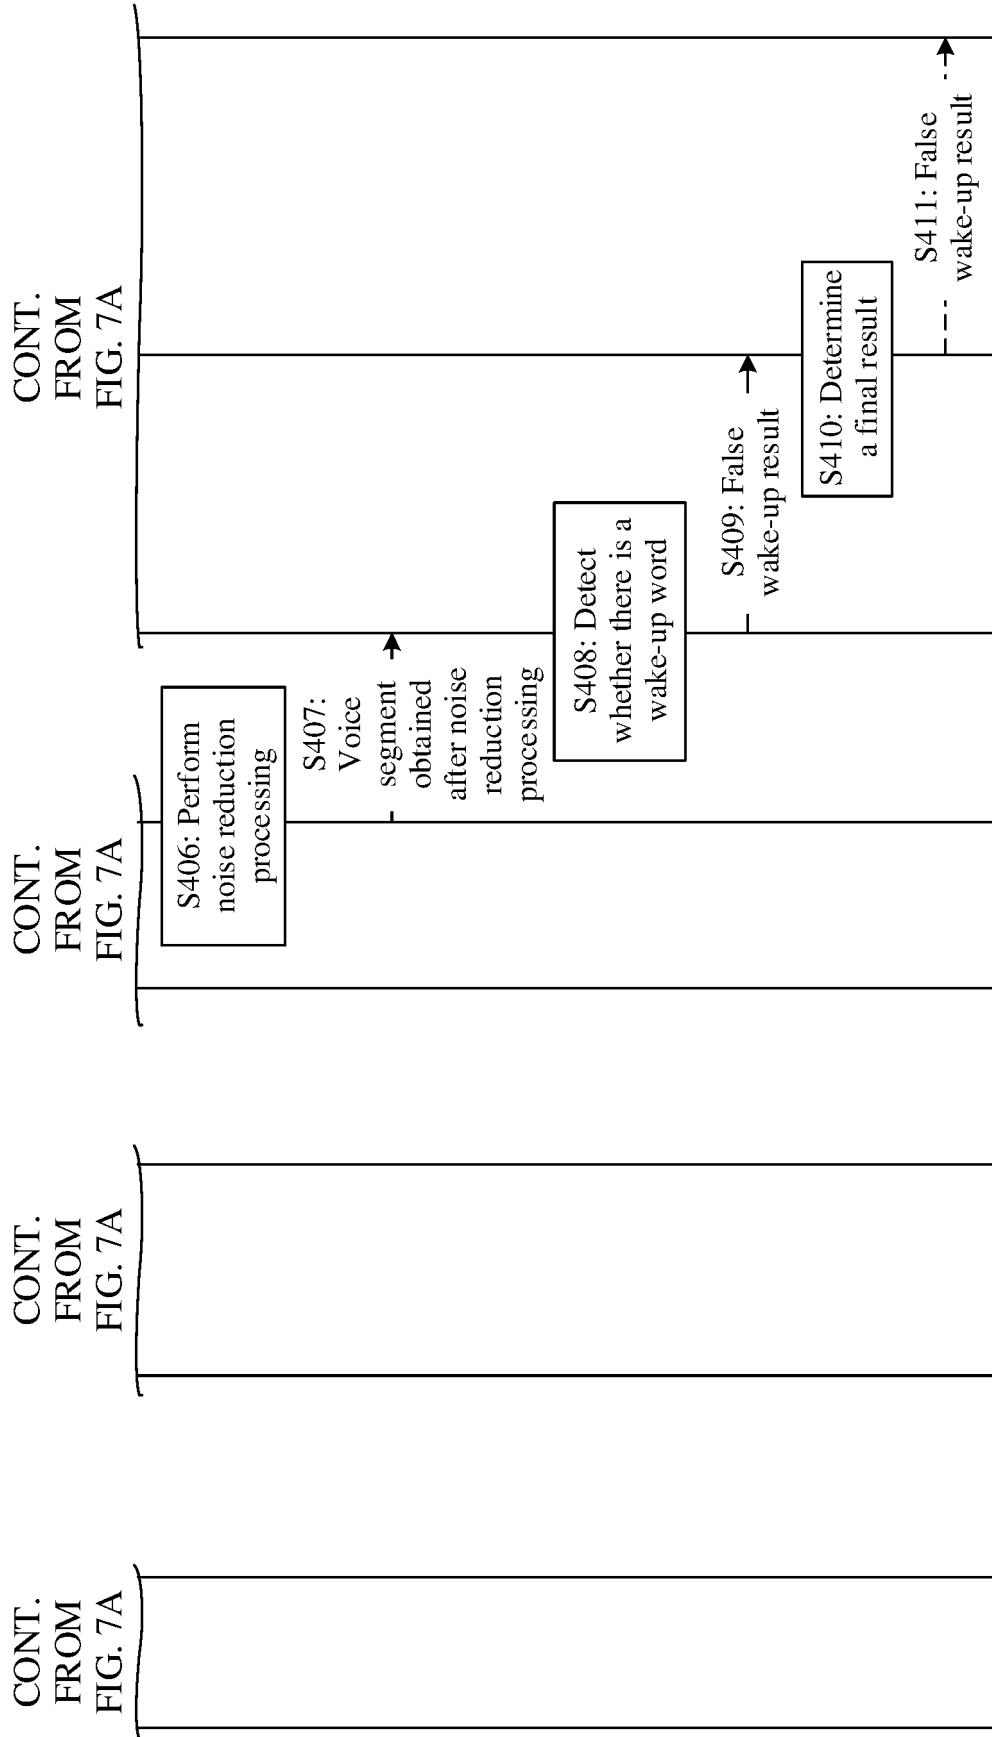 CONT.
FROM
FIG. 7A
CONT.
FROM
FIG. 7A
CONT.
FROM
FIG. 7A
CONT.
FROM
FIG. 7A
S406: Perform
noise reduction
processing
S407:
Voice
segment
obtained
after noise
reduction
processing
S408: Detect
whether there is a
wake-up word
S409: False
wake-up result
S410: Determine
a final result
S411: False
wake-up result